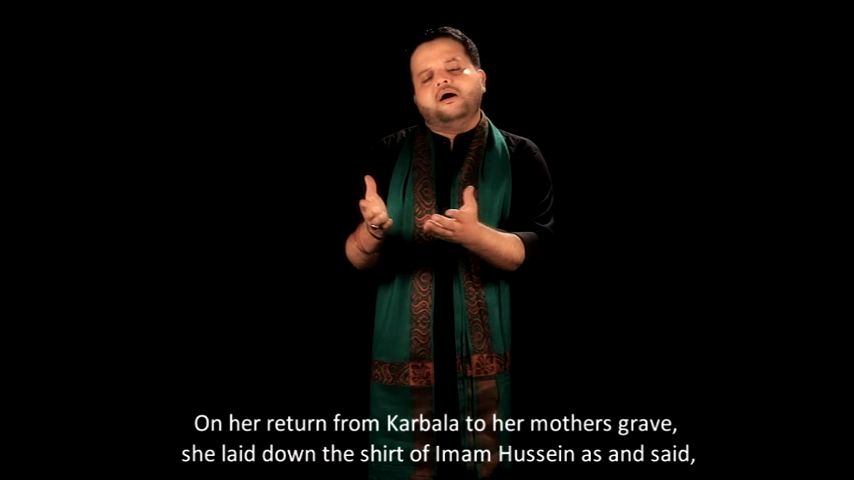 On her return from Karbala to her mothers grave,
she laid down the shirt of Imam Hussein as and said,